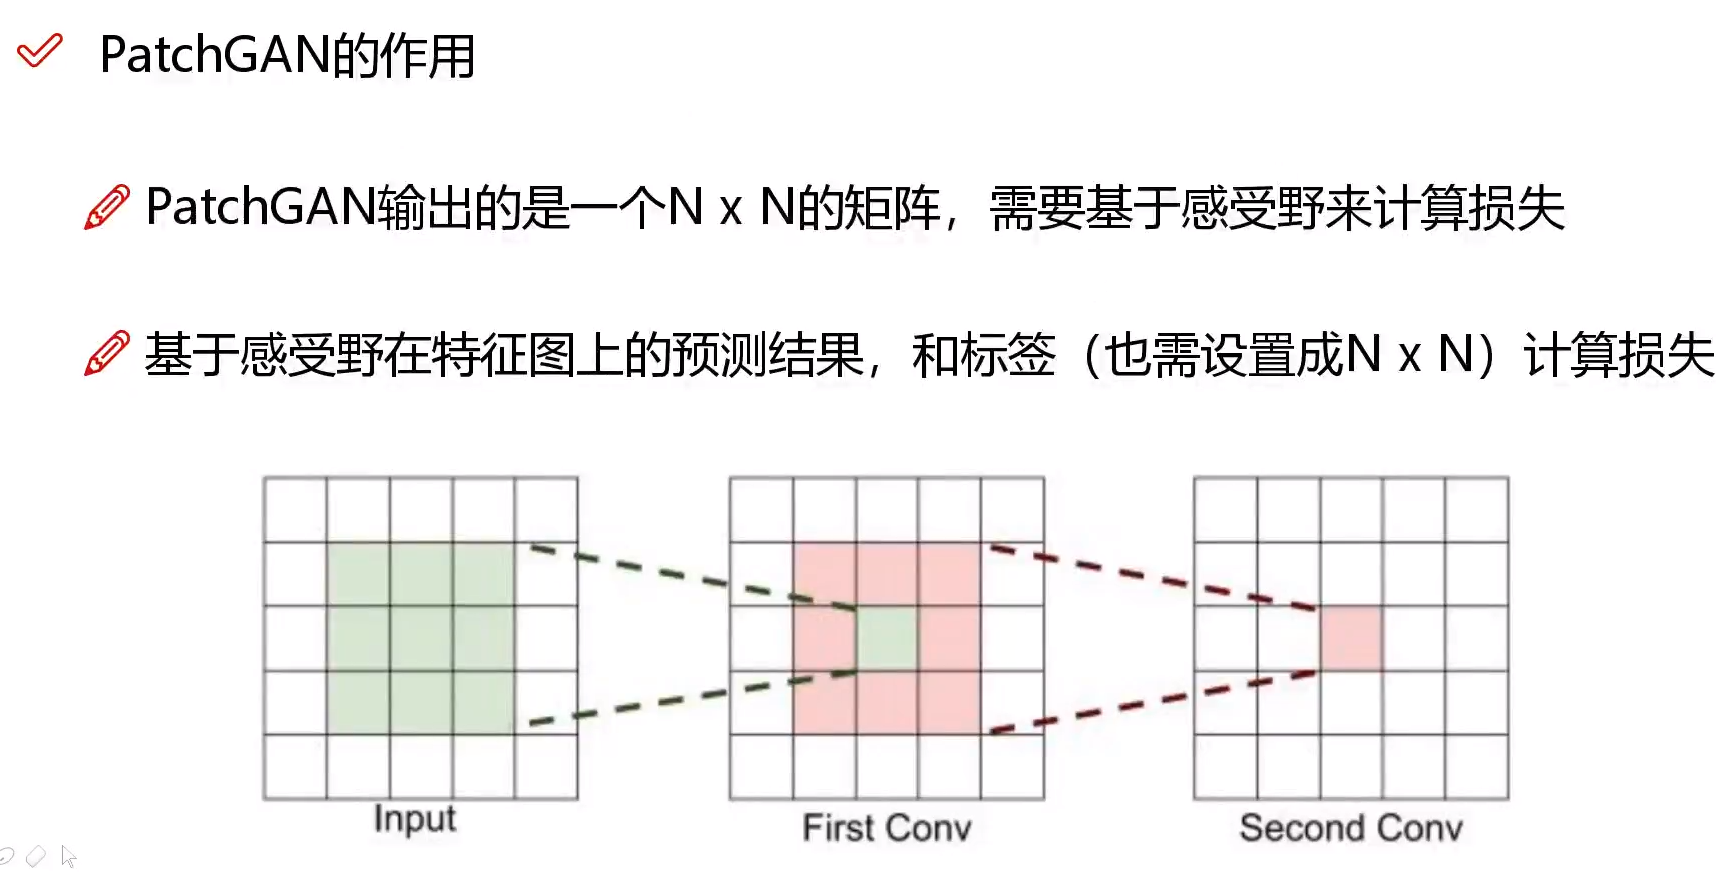 PatchGAN的作用
PatchGAN输出的是一个N x N的矩阵，需要基于感受野来计算损失
基于感受野在特征图上的预测结果，和标签（也需设置成N x N）计算损失
Input
First Conv
Second Conv